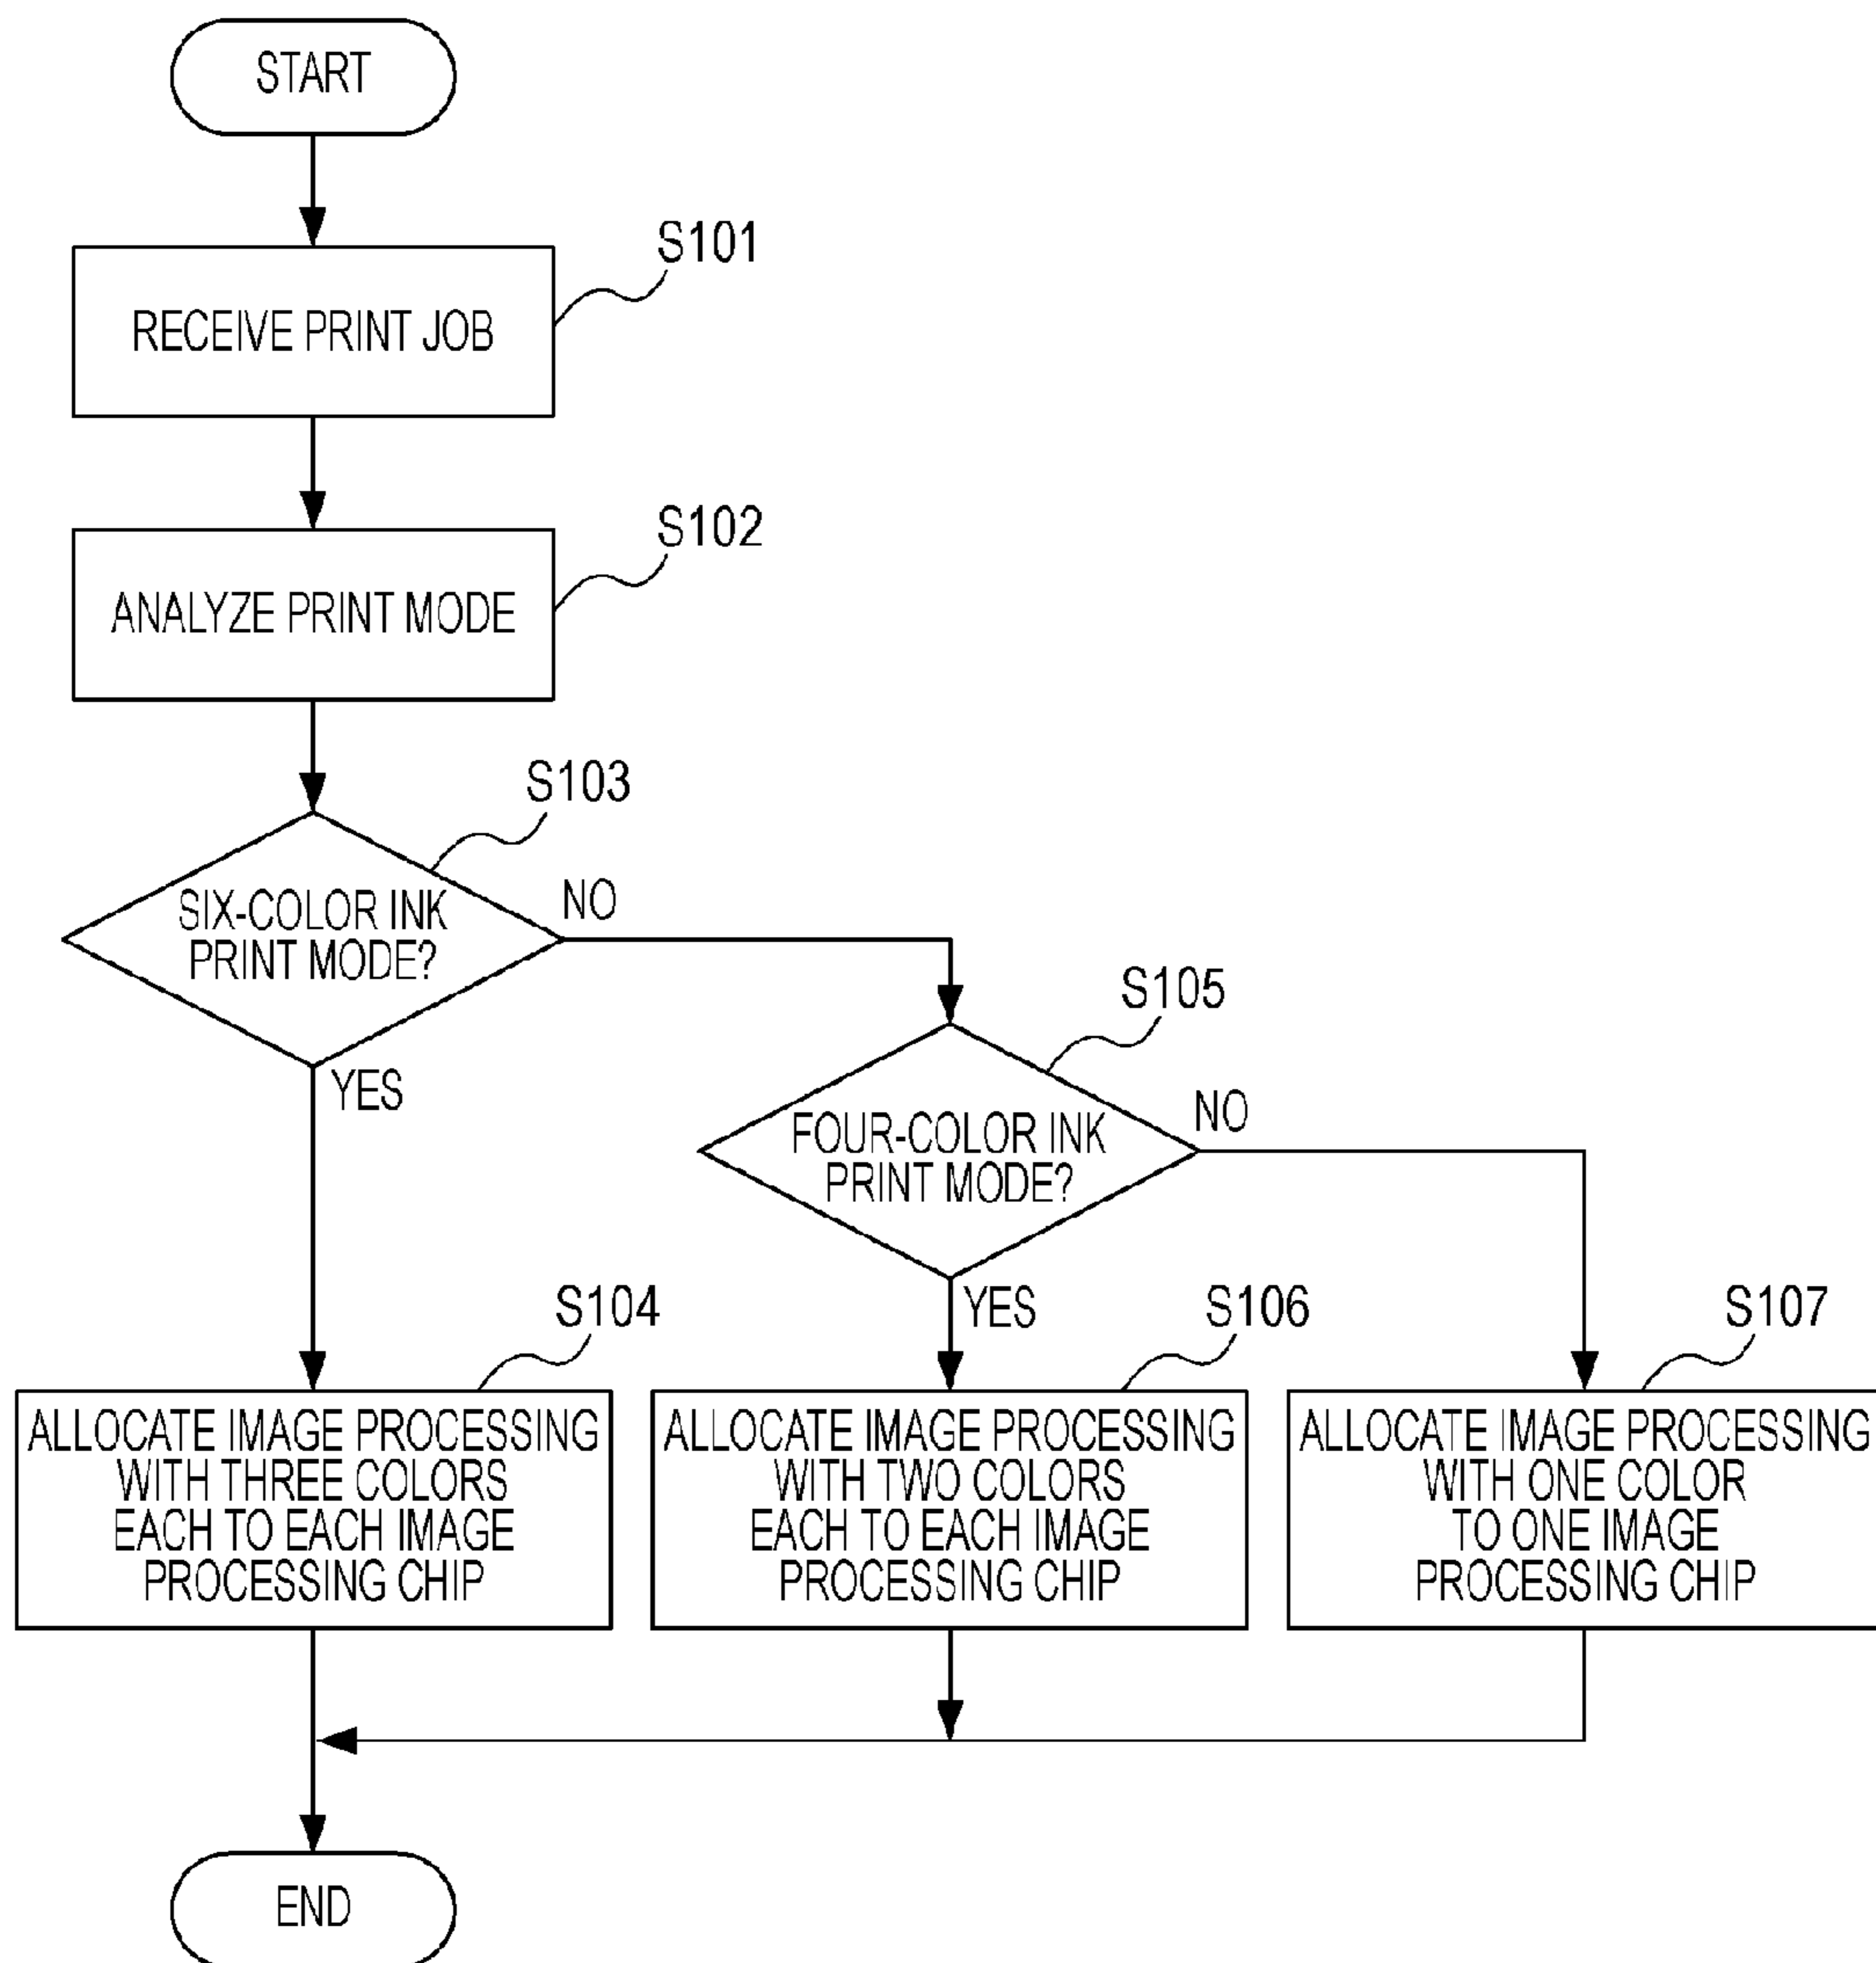 START
S101
RECEIVE PRINT JOB
S102
ANALYZE PRINT MODE
S103
SIX-COLOR INK
PRINT MODE?
NO
YES
S105
FOUR-COLOR INK
PRINT MODE?
NO
YES
S104
ALLOCATE IMAGE PROCESSING
WITH THREE COLORS
EACH TO EACH IMAGE
PROCESSING CHIP
S106
ALLOCATE IMAGE PROCESSING
WITH TWO COLORS
EACH TO EACH IMAGE
PROCESSING CHIP
S107
ALLOCATE IMAGE PROCESSING
WITH ONE COLOR
TO ONE IMAGE
PROCESSING CHIP
END